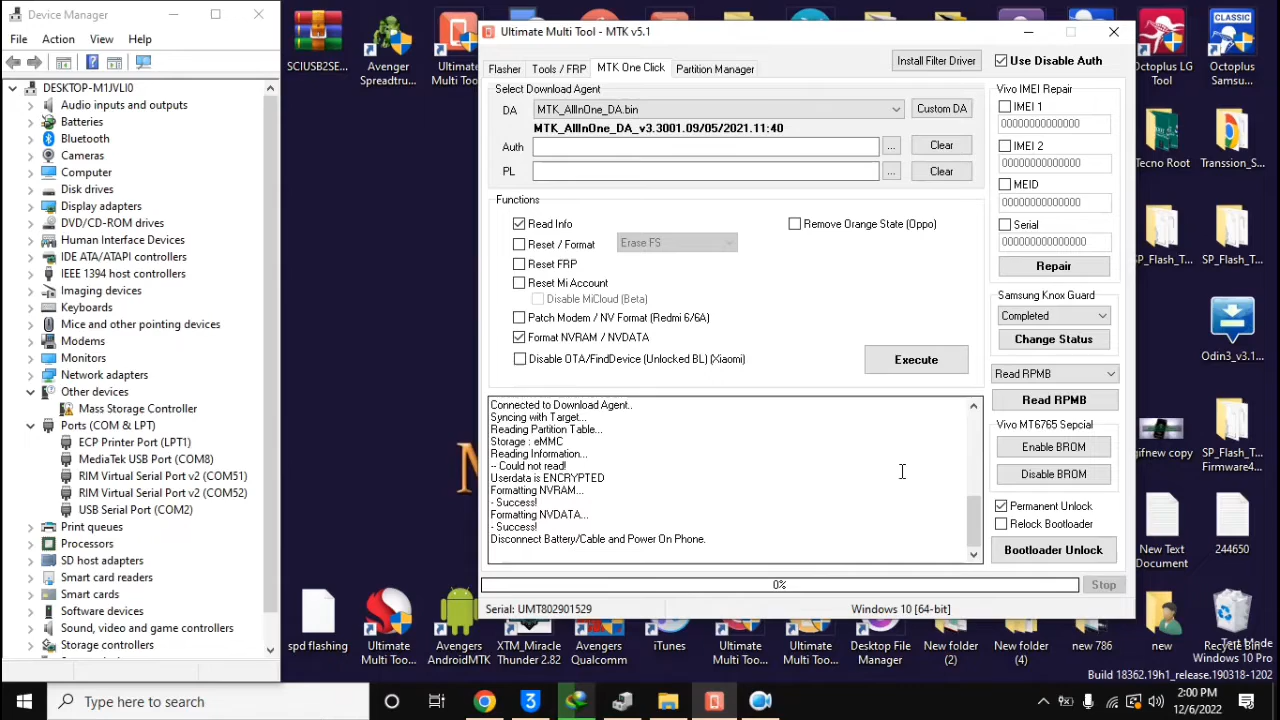 Device Manager
File Action View Help
DESKTOP-M1JVLI0
Audio inputs and outputs
Batteries
Bluetooth
Cameras
Computer
Disk drives
Display adapters
DVD/CD-ROM drives
Human Interface Devices
IDE ATA/ATAPI controllers
IEEE 1394 host controllers
Imaging devices
Keyboards
Mice and other pointing devices
Modems
Monitors
Network adapters
Other devices
Mass Storage Controller
Ports (COM & LPT)
ECP Printer Port (LPT1)
MediaTek USB Port (COM8)
RIM Virtual Serial Port v2 (COM51)
RIM Virtual Serial Port v2 (COM52)
USB Serial Port (COM2)
Print queues
Processors
SD host adapters
Smart card readers
Smart cards
Software devices
Sound, video and game controllers
Storage controllers
SCIUSB2SE...
Avenger
Spreadtru...
Ultimate
Multi Too...
Ultimate Multi Tool - MTK v5.1
Flasher
Tools / FRP
MTK One Click
Partition Manager
Install Filter Driver
Use Disable Auth
Select Download Agent
DA
MTK_AllInOne_DA.bin
Custom DA
MTK_AllInOne_DA_v3.3001.09/05/2021.11:40
Auth
...
Clear
PL
...
Clear
Functions
Read Info
Remove Orange State (Oppo)
Reset / Format
Erase FS
Reset FRP
Reset Mi Account
Disable MiCloud (Beta)
Patch Modem / NV Format (Redmi 6/6A)
Format NVRAM / NVDATA
Disable OTA/FindDevice (Unlocked BL) (Xiaomi)
Execute
Connected to Download Agent..
Syncing with Target...
Reading Partition Table...
Storage : eMMC
Reading Information...
-- Could not read!
Userdata is ENCRYPTED
Formatting NVRAM...
- Success!
Formatting NVDATA...
- Success!
Disconnect Battery/Cable and Power On Phone.
0%
Stop
Serial: UMT802901529
Windows 10 [64-bit]
Vivo IMEI Repair
IMEI 1
00000000000000
IMEI 2
00000000000000
MEID
00000000000000
Serial
00000000000000
Repair
Samsung Knox Guard
Completed
Change Status
Read RPMB
Read RPMB
Vivo MT6765 Sepcial
Enable BROM
Disable BROM
Permanent Unlock
Relock Bootloader
Bootloader Unlock
CLASSIC
SUITE
Octoplus LG
Tool
Octoplus
Samsung...
Tecno Root
Transsion_S...
SP_Flash_T...
SP_Flash_T...
Odin3_v3.1...
gifnew copy
SP_Flash_T...
Firmware4...
New Text
Document
244650
spd flashing
Ultimate
Multi Too...
Avengers
AndroidMTK
XTM_Miracle
Thunder 2.82
Avengers
Qualcomm
iTunes
Ultimate
Multi Too...
Ultimate
Multi Too...
Desktop File
Manager
New folder
(2)
New folder
(4)
new 786
new
Recycle Bin
Test Mode
Windows 10 Pro
Build 18362.19h1_release.190318-1202
Type here to search
2:00 PM
12/6/2022